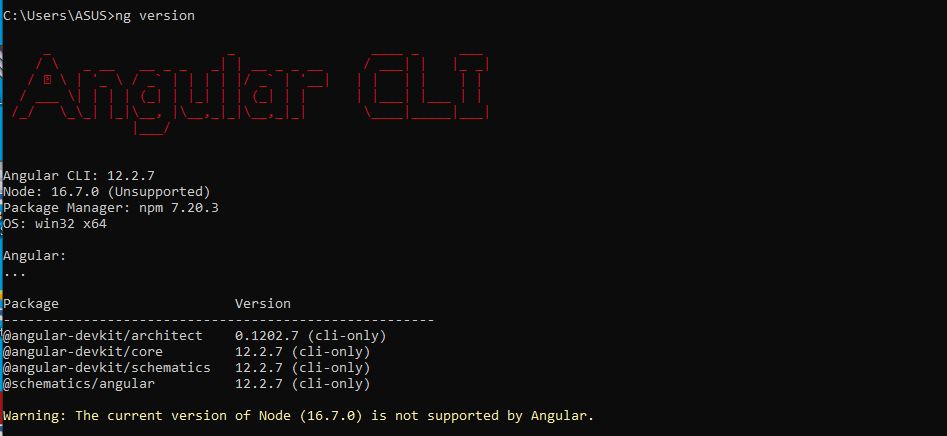 C:\Users\ASUS>ng version
Angular CLI
Angular CLI: 12.2.7
Node: 16.7.0 (Unsupported)
Package Manager: npm 7.20.3
OS: win32 x64
Angular:
...
Package                      Version
------------------------------------------------------
@angular-devkit/architect    0.1202.7 (cli-only)
@angular-devkit/core         12.2.7 (cli-only)
@angular-devkit/schematics   12.2.7 (cli-only)
@schematics/angular          12.2.7 (cli-only)
Warning: The current version of Node (16.7.0) is not supported by Angular.